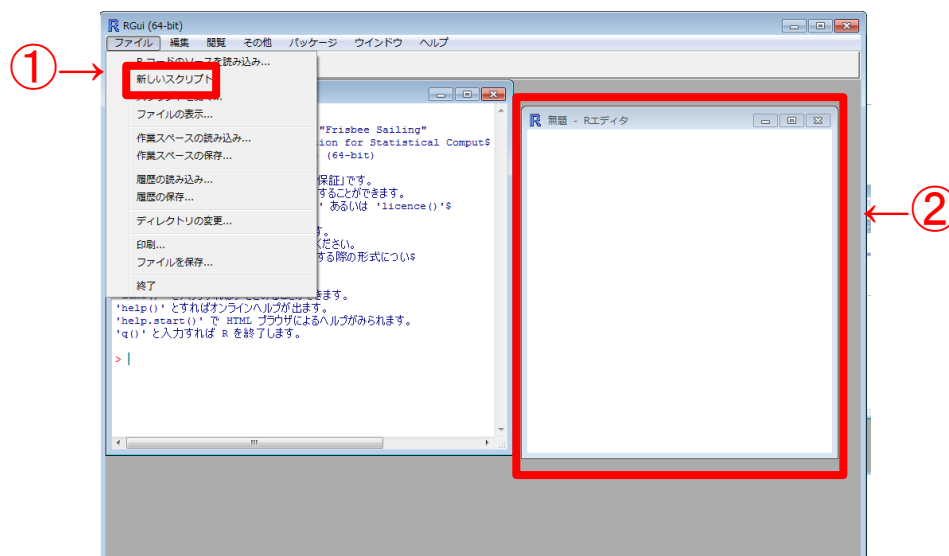 RGui (64-bit)
ファイル 編集 閲覧 その他 パッケージ ウインドウ ヘルプ
①
R コードのソースを読み込み...
新しいスクリプト
ファイルの表示...
作業スペースの読み込み...
作業スペースの保存...
履歴の読み込み...
履歴の保存...
ディレクトリの変更...
印刷...
ファイルを保存...
終了
"Frisbee Sailing"
ion for Statistical Comput$
(64-bit)
保証」です。
することができます。
' あるいは 'licence()'$
す。
ください。
する際の形式につい$
きます。
'help()' とすればオンラインヘルプが出ます。
'help.start()' で HTML ブラウザによるヘルプがみられます。
'q()' と入力すれば R を終了します。
>
無題 - Rエディタ
②